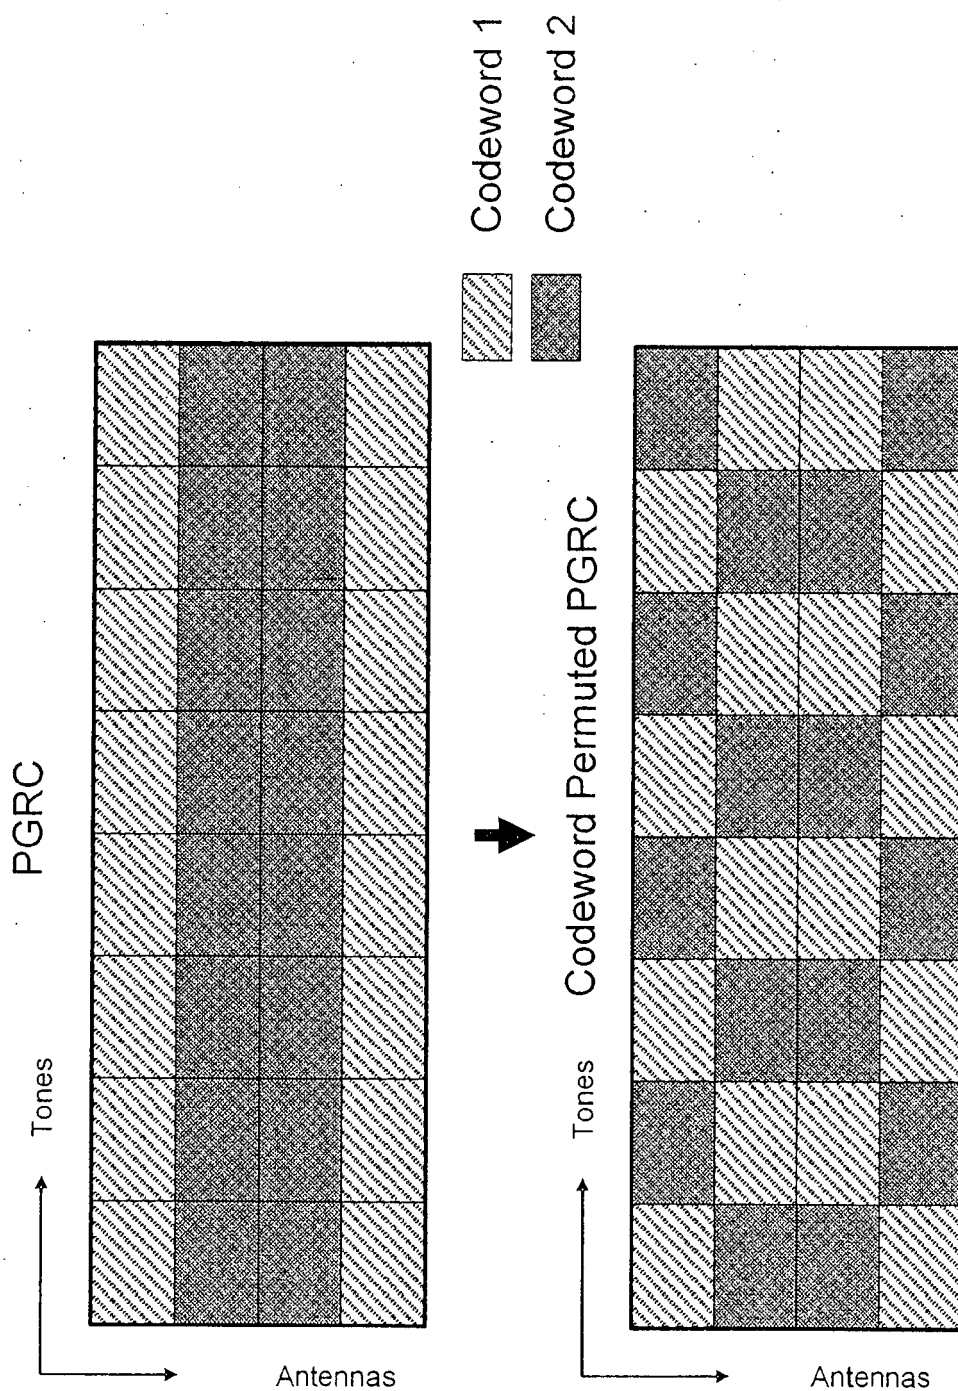 PGRC
Tones
Antennas
Codeword 1
Codeword 2
Codeword Permuted PGRC
Tones
Antennas